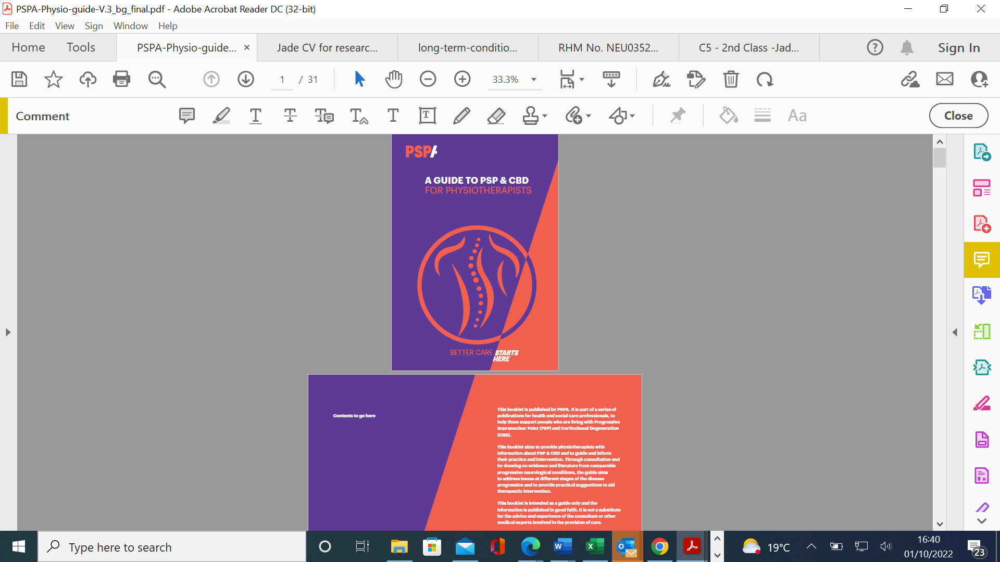 PSPA-Physio-guide-V.3_bg_final.pdf - Adobe Acrobat Reader DC (32-bit)
File Edit View Sign Window Help
Home Tools PSPA-Physio-guide... × Jade CV for researc... long-term-conditio... RHM No. NEU0352... C5 - 2nd Class -Jad... Sign In
1 / 31 33.3%
Comment Aa Close
PSPA
A GUIDE TO PSP & CBD
FOR PHYSIOTHERAPISTS
BETTER CARE STARTS
HERE
Contents to go here
This booklet is published by PSPA. It is part of a series of
publications for health and social care professionals, to
help them support people who are living with Progressive
Supranuclear Palsy (PSP) and Corticobasal Degeneration
(CBD).
This booklet aims to provide physiotherapists with
information about PSP & CBD and to guide and inform
their practice and intervention. Through consultation and
by drawing on evidence and literature from comparable
progressive neurological conditions, the guide aims
to address issues at different stages of the disease
progression and to provide practical suggestions to aid
therapeutic intervention.
This booklet is intended as a guide only and the
information is published in good faith. It is not a substitute
for the advice and experience of the consultant or other
medical experts involved in the provision of care.
Type here to search
19°C
16:40
01/10/2022
23